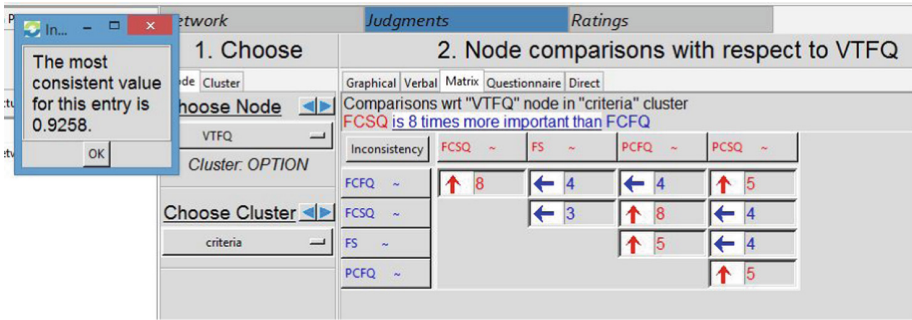 P
etwork
Judgments
Ratings
In...
The most
consistent value
for this entry is
0.9258.
OK
1. Choose
2. Node comparisons with respect to VTFQ
de Cluster
Graphical Verbal Matrix Questionnaire Direct
hoose Node
VTFQ
Cluster: OPTION
Choose Cluster
criteria
Comparisons wrt "VTFQ" node in "criteria" cluster
FCSQ is 8 times more important than FCFQ
Inconsistency FCSQ ~ FS ~ PCFQ ~ PCSQ ~
FCFQ ~ 8 4 4 5
FCSQ ~ 3 8 4
FS ~ 5 4
PCFQ ~ 5